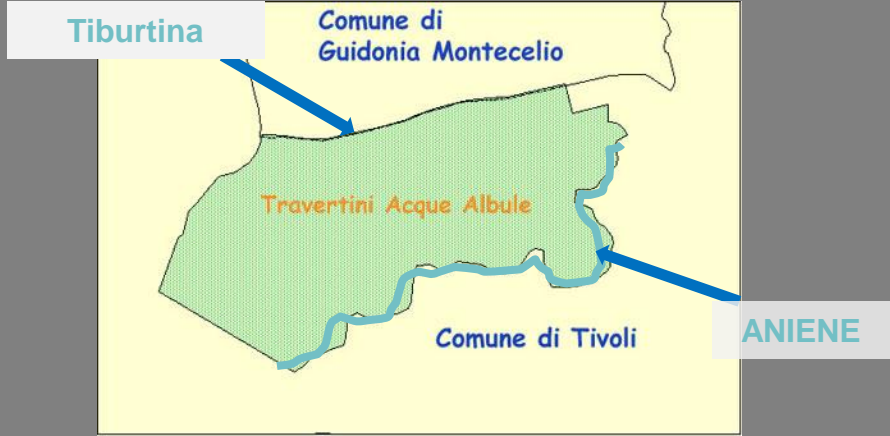 Tiburtina
Comune di
Guidonia Montecelio
Travertini Acque Albule
Comune di Tivoli
ANIENE